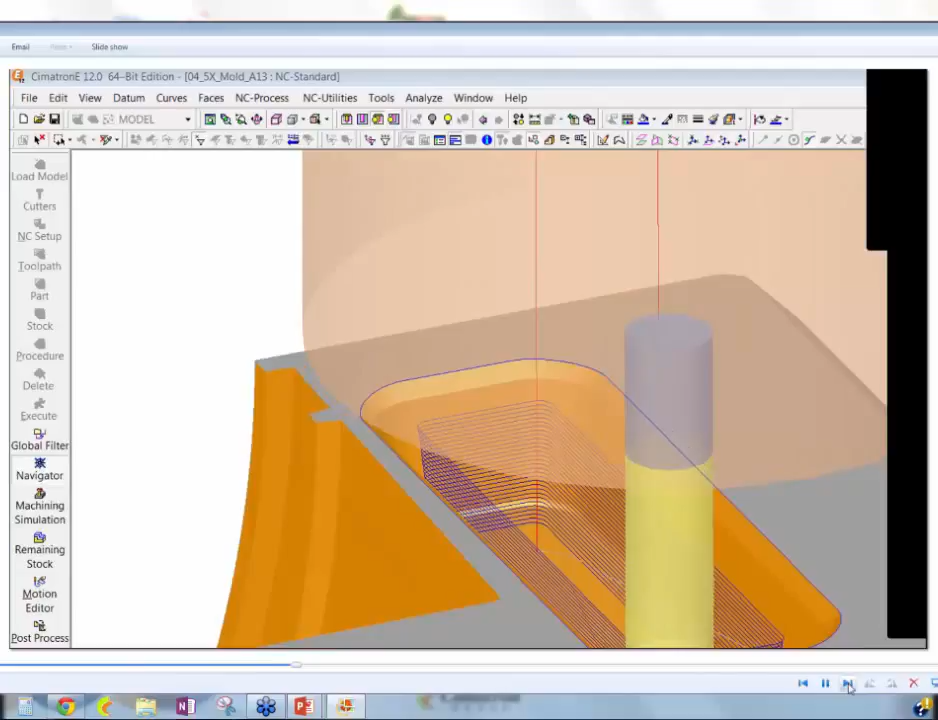 Email Slide show
CimatronE 12.0 64-Bit Edition - [04_5X_Mold_A13 : NC-Standard]
File Edit View Datum Curves Faces NC-Process NC-Utilities Tools Analyze Window Help
MODEL
Load Model
Cutters
NC Setup
Toolpath
Part
Stock
Procedure
Delete
Execute
Global Filter
Navigator
Machining
Simulation
Remaining
Stock
Motion
Editor
Post Process